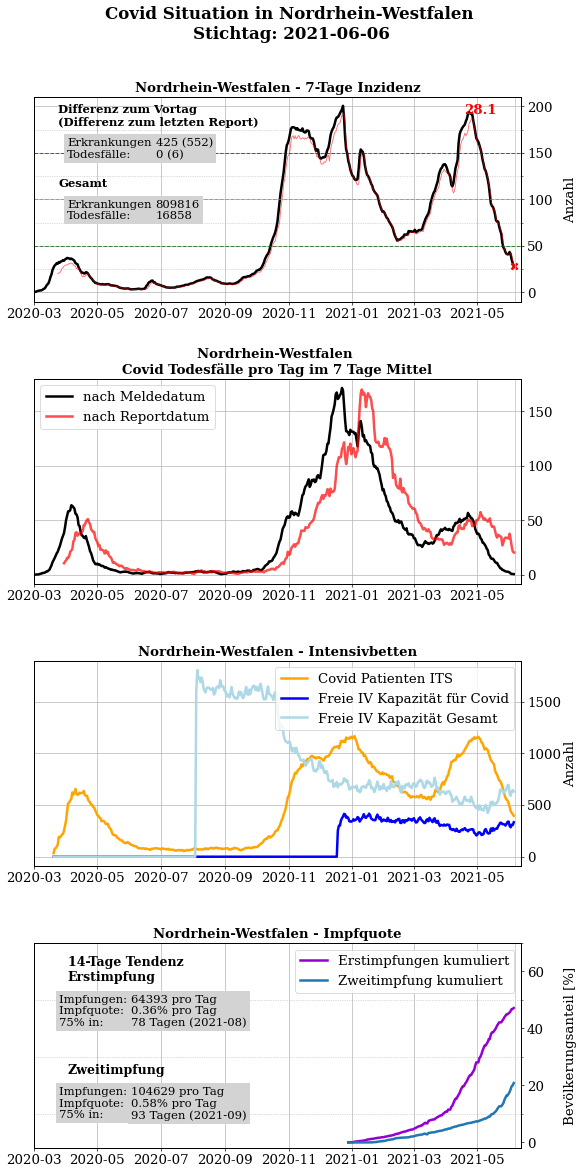 Covid Situation in Nordrhein-Westfalen
Stichtag: 2021-06-06
Nordrhein-Westfalen - 7-Tage Inzidenz
Differenz zum Vortag
(Differenz zum letzten Report)
Erkrankungen 425 (552)
Todesfälle: 0 (6)
Gesamt
Erkrankungen 809816
Todesfälle: 16858
28.1
200
150
100
50
0
Anzahl
2020-03 2020-05 2020-07 2020-09 2020-11 2021-01 2021-03 2021-05
Nordrhein-Westfalen
Covid Todesfälle pro Tag im 7 Tage Mittel
nach Meldedatum
nach Reportdatum
150
100
50
0
2020-03 2020-05 2020-07 2020-09 2020-11 2021-01 2021-03 2021-05
Nordrhein-Westfalen - Intensivbetten
Covid Patienten ITS
Freie IV Kapazität für Covid
Freie IV Kapazität Gesamt
1500
1000
500
0
Anzahl
2020-03 2020-05 2020-07 2020-09 2020-11 2021-01 2021-03 2021-05
Nordrhein-Westfalen - Impfquote
14-Tage Tendenz
Erstimpfung
Impfungen: 64393 pro Tag
Impfquote: 0.36% pro Tag
75% in: 78 Tagen (2021-08)
Zweitimpfung
Impfungen: 104629 pro Tag
Impfquote: 0.58% pro Tag
75% in: 93 Tagen (2021-09)
Erstimpfungen kumuliert
Zweitimpfung kumuliert
60
40
20
0
Bevölkerungsanteil [%]
2020-03 2020-05 2020-07 2020-09 2020-11 2021-01 2021-03 2021-05